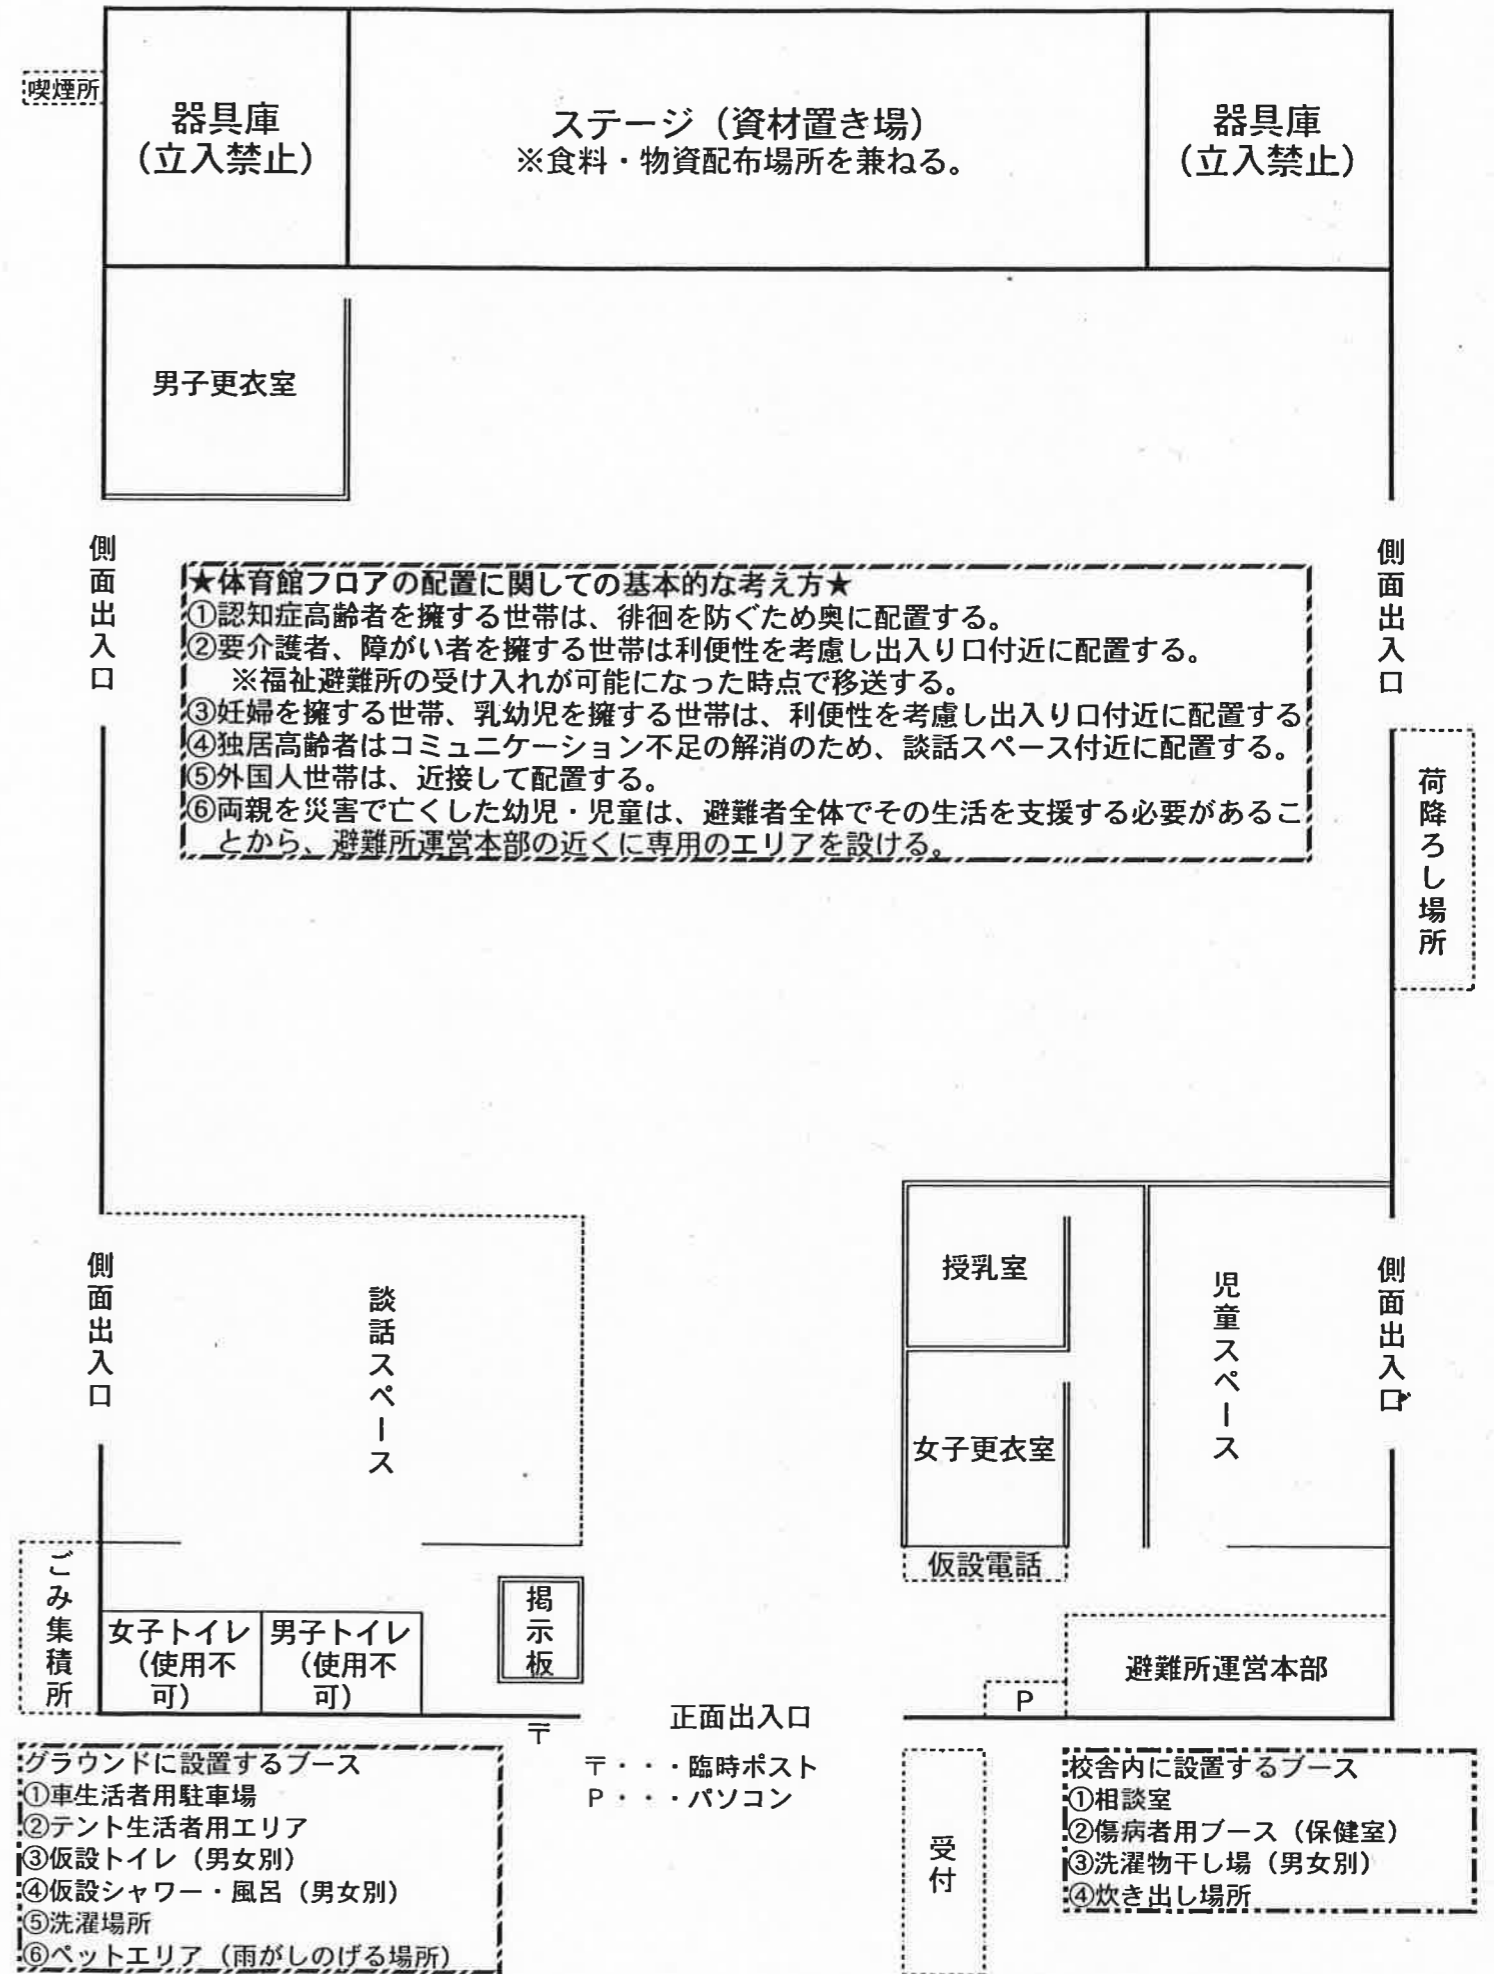 喫煙所
器具庫
（立入禁止）
ステージ（資材置き場）
※食料・物資配布場所を兼ねる。
器具庫
（立入禁止）
男子更衣室
側面出入口
側面出入口
★体育館フロアの配置に関しての基本的な考え方★
①認知症高齢者を擁する世帯は、徘徊を防ぐため奥に配置する。
②要介護者、障がい者を擁する世帯は利便性を考慮し出入り口付近に配置する。
※福祉避難所の受け入れが可能になった時点で移送する。
③妊婦を擁する世帯、乳幼児を擁する世帯は、利便性を考慮し出入り口付近に配置する
④独居高齢者はコミュニケーション不足の解消のため、談話スペース付近に配置する。
⑤外国人世帯は、近接して配置する。
⑥両親を災害で亡くした幼児・児童は、避難者全体でその生活を支援する必要があるこ
とから、避難所運営本部の近くに専用のエリアを設ける。
荷降ろし場所
側面出入口
談話スペース
授乳室
児童スペース
側面出入口
女子更衣室
仮設電話
ごみ集積所
女子トイレ
（使用不
可）
男子トイレ
（使用不
可）
掲示板
避難所運営本部
P
〒
正面出入口
〒・・・臨時ポスト
P・・・パソコン
受付
グラウンドに設置するブース
①車生活者用駐車場
②テント生活者用エリア
③仮設トイレ（男女別）
④仮設シャワー・風呂（男女別）
⑤洗濯場所
⑥ペットエリア（雨がしのげる場所）
校舎内に設置するブース
①相談室
②傷病者用ブース（保健室）
③洗濯物干し場（男女別）
④炊き出し場所